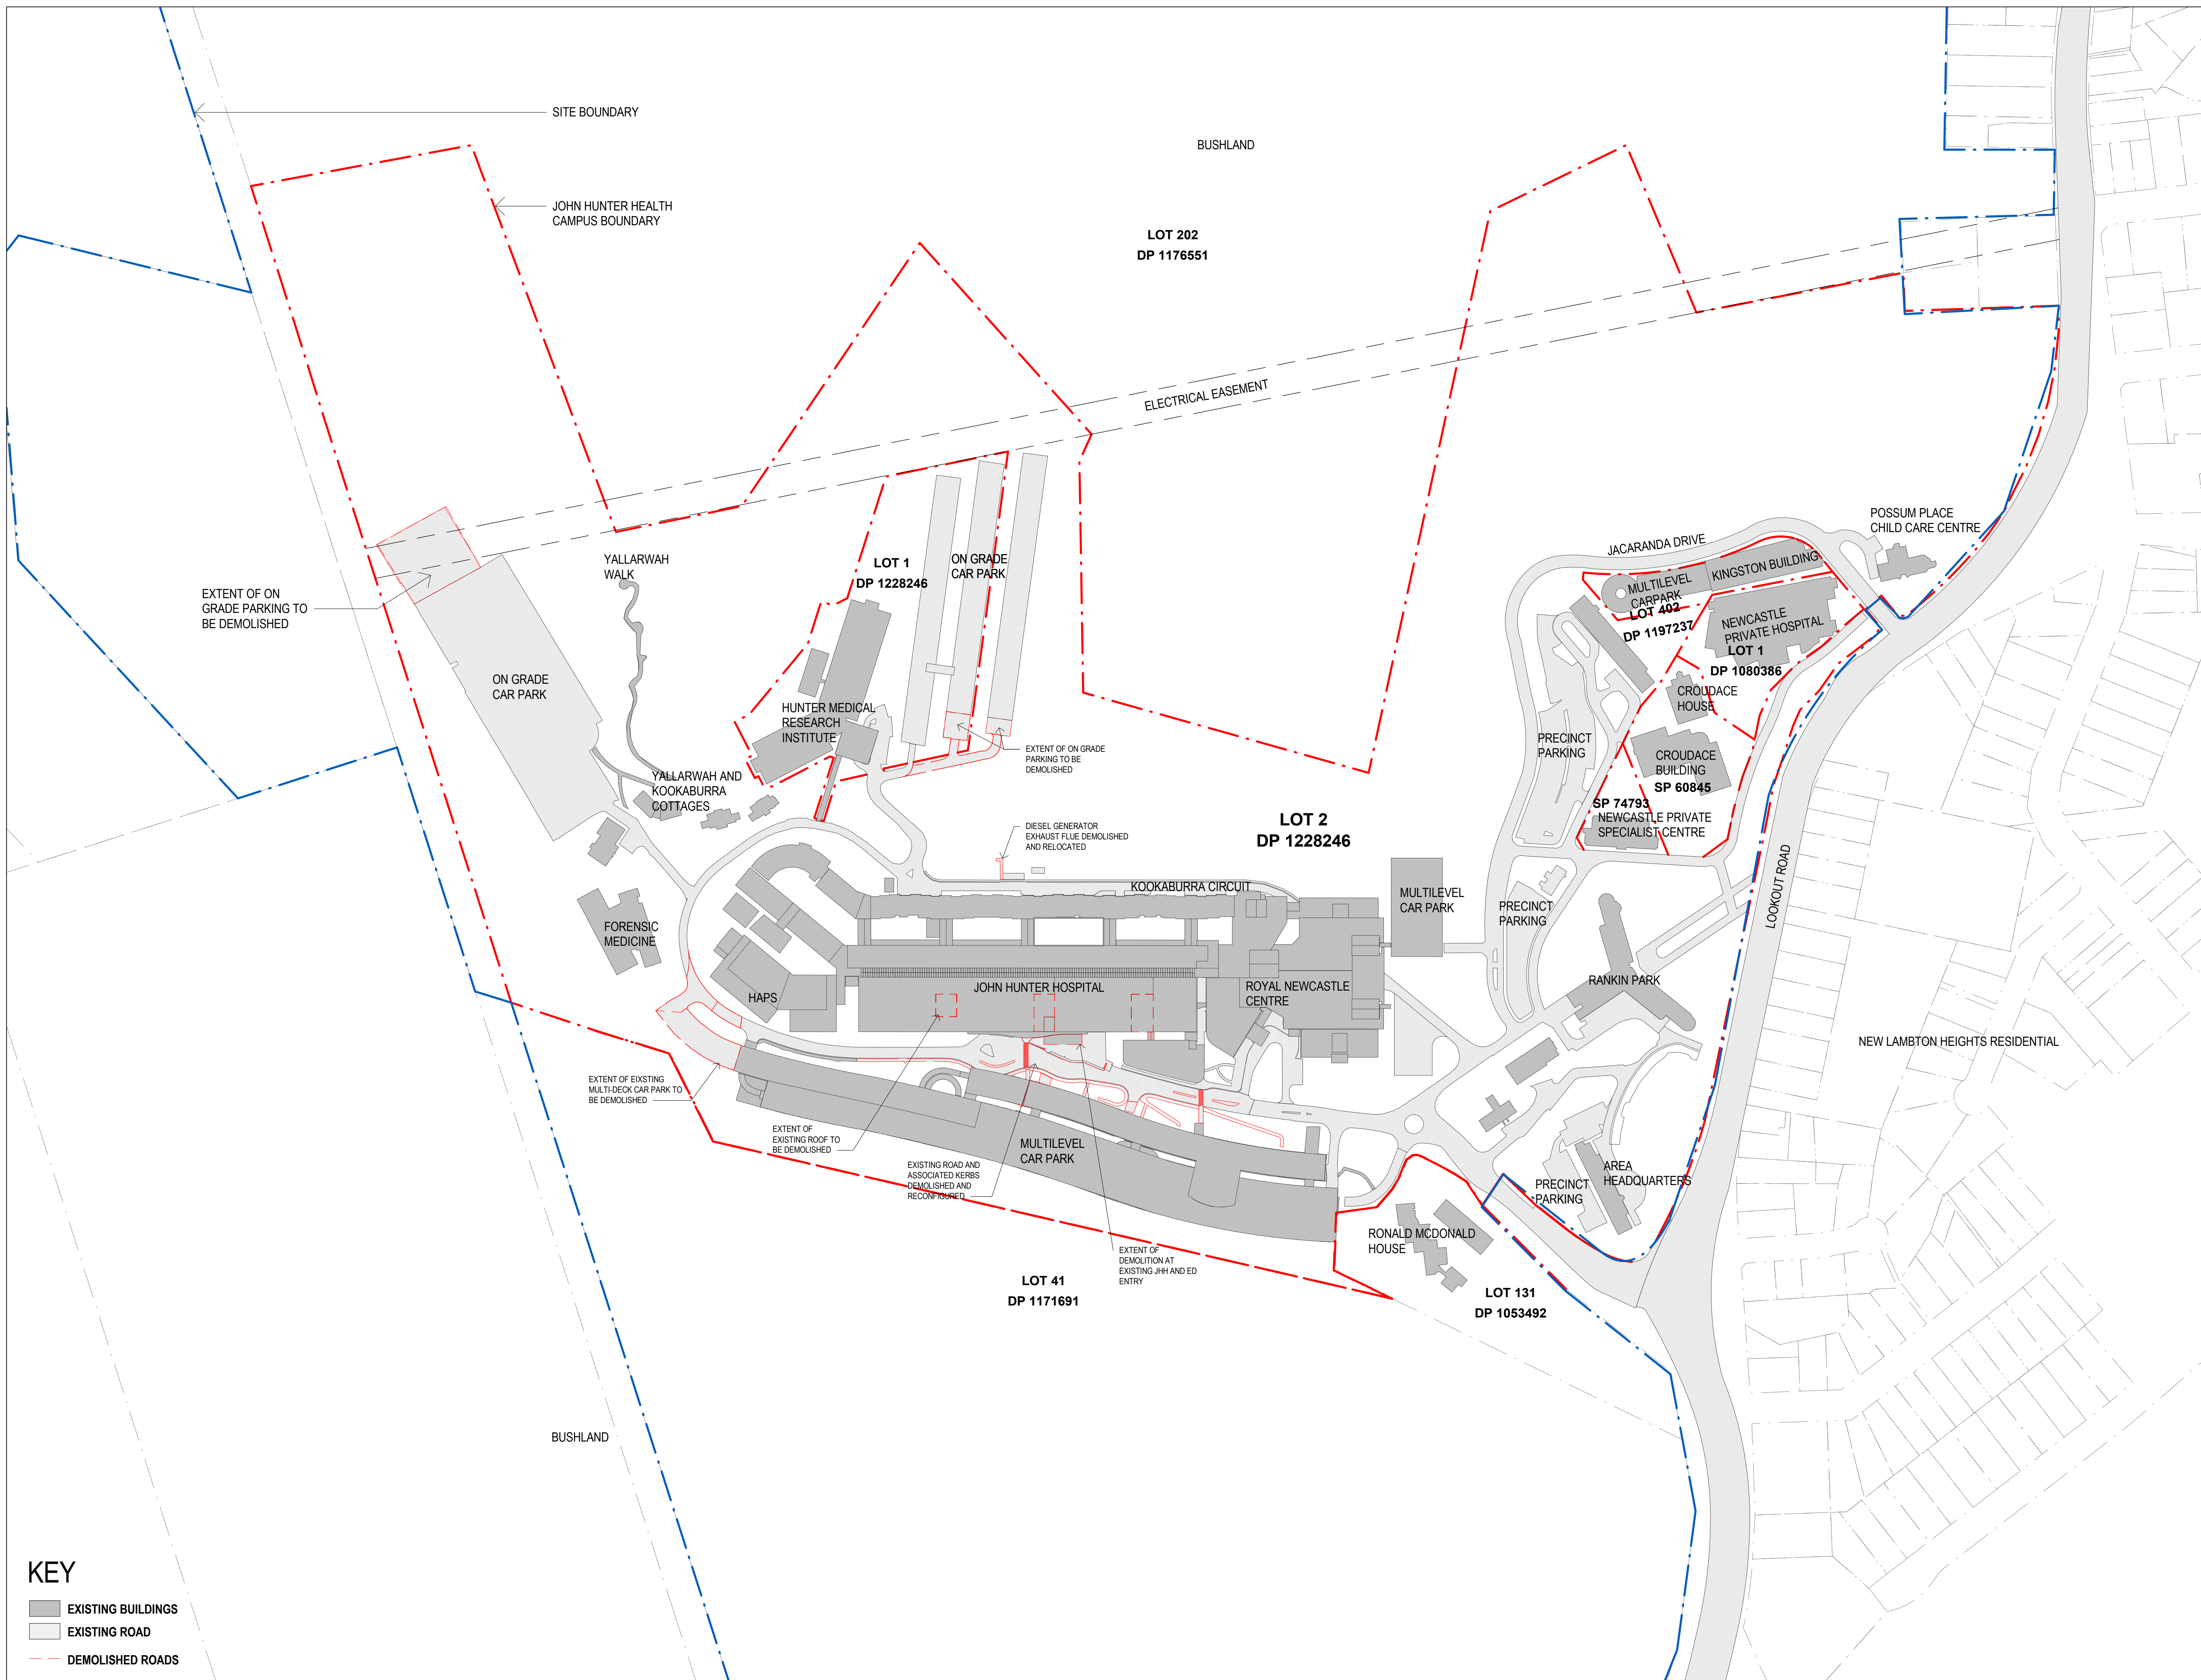 SITE BOUNDARY
BUSHLAND
JOHN HUNTER HEALTH
CAMPUS BOUNDARY
LOT 202
DP 1176551
ELECTRICAL EASEMENT
POSSUM PLACE
CHILD CARE CENTRE
JACARANDA DRIVE
KINGSTON BUILDING
MULTILEVEL
CARPARK
LOT 402
DP 1197237
NEWCASTLE
PRIVATE HOSPITAL
LOT 1
DP 1080386
YALLARWAH
WALK
LOT 1
DP 1228246
ON GRADE
CAR PARK
EXTENT OF ON
GRADE PARKING TO
BE DEMOLISHED
ON GRADE
CAR PARK
HUNTER MEDICAL
RESEARCH
INSTITUTE
CROUDACE
HOUSE
PRECINCT
PARKING
EXTENT OF ON GRADE
PARKING TO BE
DEMOLISHED
CROUDACE
BUILDING
SP 60845
YALLARWAH AND
KOOKABURRA
COTTAGES
SP 74793
NEWCASTLE PRIVATE
SPECIALIST CENTRE
DIESEL GENERATOR
EXHAUST FLUE DEMOLISHED
AND RELOCATED
LOT 2
DP 1228246
LOOKOUT ROAD
KOOKABURRA CIRCUIT
MULTILEVEL
CAR PARK
PRECINCT
PARKING
FORENSIC
MEDICINE
RANKIN PARK
HAPS
JOHN HUNTER HOSPITAL
ROYAL NEWCASTLE
CENTRE
NEW LAMBTON HEIGHTS RESIDENTIAL
EXTENT OF EIXSTING
MULTI-DECK CAR PARK TO
BE DEMOLISHED
EXTENT OF
EXISTING ROOF TO
BE DEMOLISHED
MULTILEVEL
CAR PARK
EXISTING ROAD AND
ASSOCIATED KERBS
DEMOLISHED AND
RECONFIGURED
AREA
HEADQUARTERS
PRECINCT
PARKING
RONALD MCDONALD
HOUSE
EXTENT OF
DEMOLITION AT
EXISTING JHH AND ED
ENTRY
LOT 41
DP 1171691
LOT 131
DP 1053492
BUSHLAND
KEY
EXISTING BUILDINGS
EXISTING ROAD
DEMOLISHED ROADS